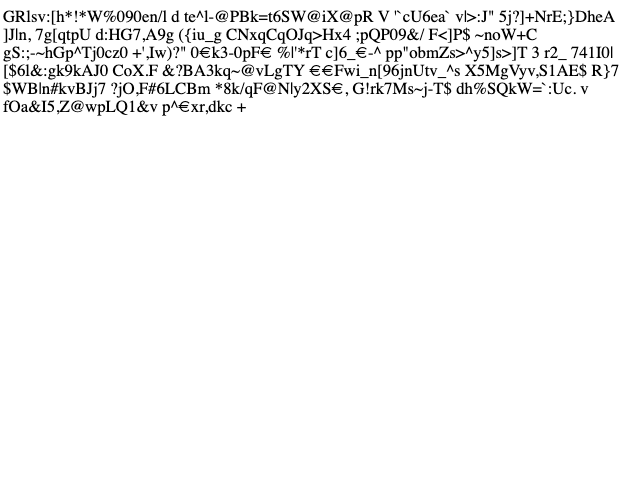 GRlsv:[h*!*W%090en/l d te^l-@PBk=t6SW@iX@pR V '`cU6ea` v|>:J" 5j?]+NrE;}DheA
]J|n, 7g[qtpU d:HG7,A9g ({iu_g CNxqCqOJq>Hx4 ;pQP09&/ F<]P$ ~noW+C
gS:;-~hGp^Tj0cz0 +',Iw)?" 0€k3-0pF€ %|'*rT c]6_€-^ pp"obmZs>^y5]s>]T 3 r2_ 741I0|
[$6l&:gk9kAJ0 CoX.F &?BA3kq~@vLgTY €€Fwi_n[96jnUtv_^s X5MgVyv,S1AE$ R}7
$WB|n#kvBJj7 ?jO,F#6LCBm *8k/qF@N|y2XS€, G!rk7Ms~j-T$ dh%SQkW=`:Uc. v
fOa&I5,Z@wpLQ1&v p^€xr,dkc +